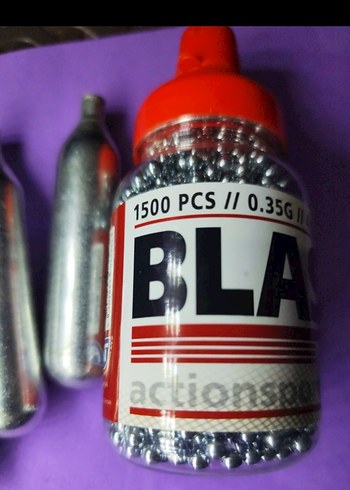 1500 PCS // 0.35G //
BLA
actionspo